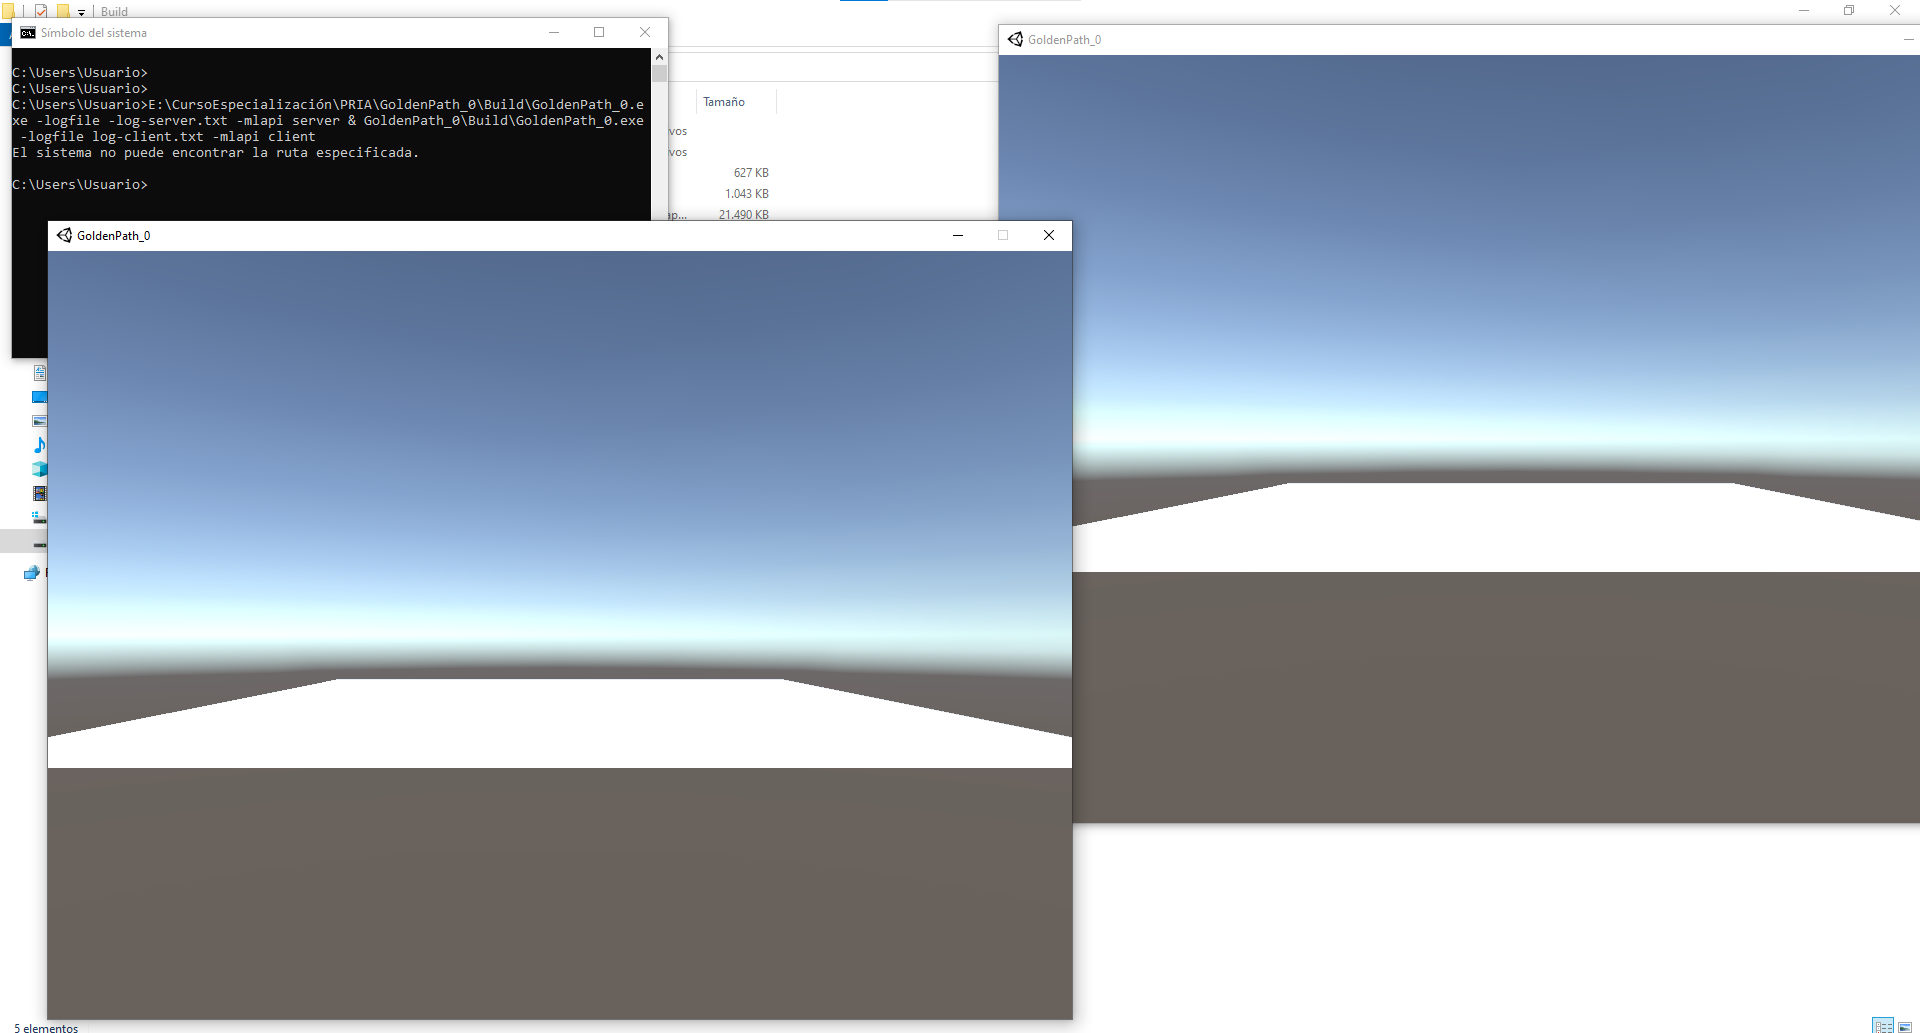 Build
Símbolo del sistema
C:\Users\Usuario>
C:\Users\Usuario>
C:\Users\Usuario>E:\CursoEspecialización\PRIA\GoldenPath_0\Build\GoldenPath_0.e
xe -logfile -log-server.txt -mlapi server & GoldenPath_0\Build\GoldenPath_0.exe
-logfile log-client.txt -mlapi client
El sistema no puede encontrar la ruta especificada.
C:\Users\Usuario>
Tamaño
vos
vos
627 KB
1.043 KB
ap... 21.490 KB
GoldenPath_0
GoldenPath_0
5 elementos